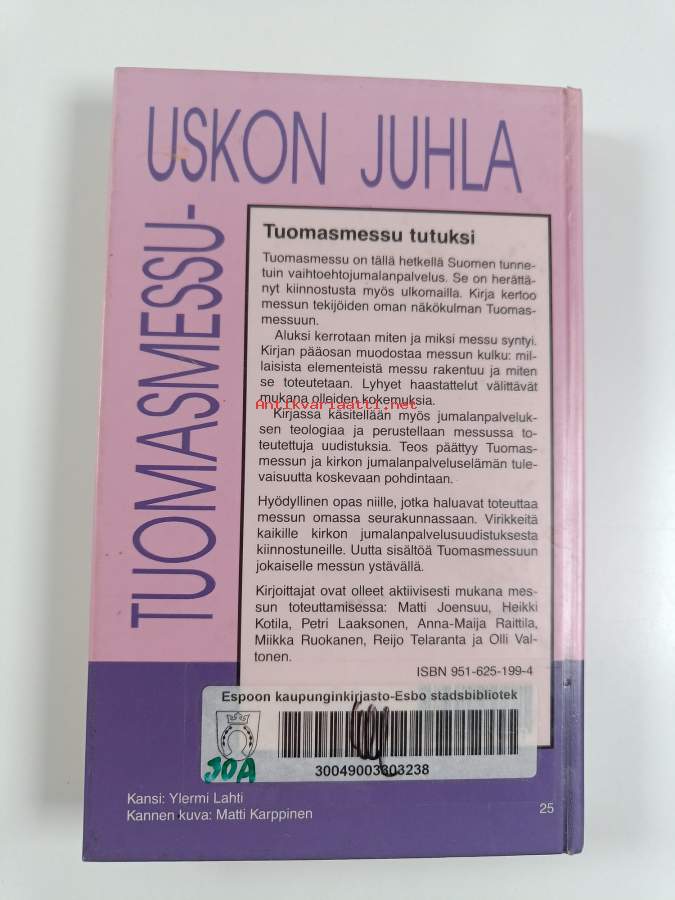 USKON JUHLA
TUOMASMESSU-
Tuomasmessu tutuksi
Tuomasmessu on tällä hetkellä Suomen tunne-
tuin vaihtoehtojumalanpalvelus. Se on herättä-
nyt kiinnostusta myös ulkomailla. Kirja kertoo
messun tekijöiden oman näkökulman Tuomas-
messuun.
Aluksi kerrotaan miten ja miksi messu syntyi.
Kirjan pääosan muodostaa messun kulku: mil-
laisista elementeistä messu rakentuu ja miten
se toteutetaan. Lyhyet haastattelut välittävät
mukana olleiden kokemuksia.
Antikvariaatti.net
Kirjassa käsitellään myös jumalanpalveluk-
sen teologiaa ja perustellaan messussa to-
teutettuja uudistuksia. Teos päättyy Tuomas-
messun ja kirkon jumalanpalveluselämän tule-
vaisuutta koskevaan pohdintaan.
Hyödyllinen opas niille, jotka haluavat toteuttaa
messun omassa seurakunnassaan. Virikkeitä
kaikille kirkon jumalanpalvelusuudistuksesta
kiinnostuneille. Uutta sisältöä Tuomasmessuun
jokaiselle messun ystävällä.
Kirjoittajat ovat olleet aktiivisesti mukana mes-
sun toteuttamisessa: Matti Joensuu, Heikki
Kotila, Petri Laaksonen, Anna-Maija Raittila,
Miikka Ruokanen, Reijo Telaranta ja Olli Val-
tonen.
ISBN 951-625-199-4
Espoon kaupunginkirjasto-Esbo stadsbibliotek
30A
30049003303238
Kansi: Ylermi Lahti
Kannen kuva: Matti Karppinen
25